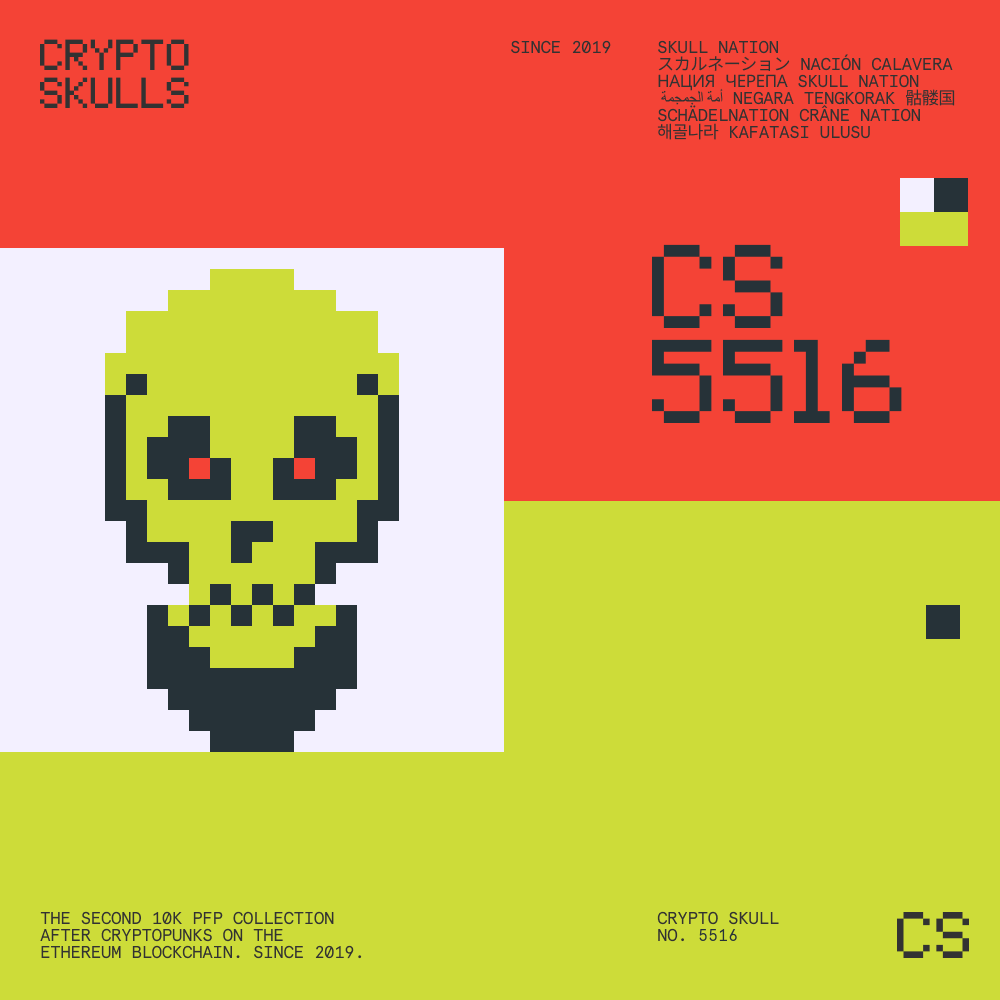 CRYPTO
SKULLS
SINCE 2019
SKULL NATION
スカルネーション NACIÓN CALAVERA
НАЦИЯ ЧЕРЕПА SKULL NATION
أمة الجمجمة NEGARA TENGKORAK 骷髅国
SCHÄDELNATION CRÂNE NATION
해골나라 KAFATASI ULUSU
CS
5516
THE SECOND 10K PFP COLLECTION
AFTER CRYPTOPUNKS ON THE
ETHEREUM BLOCKCHAIN. SINCE 2019.
CRYPTO SKULL
NO. 5516
CS